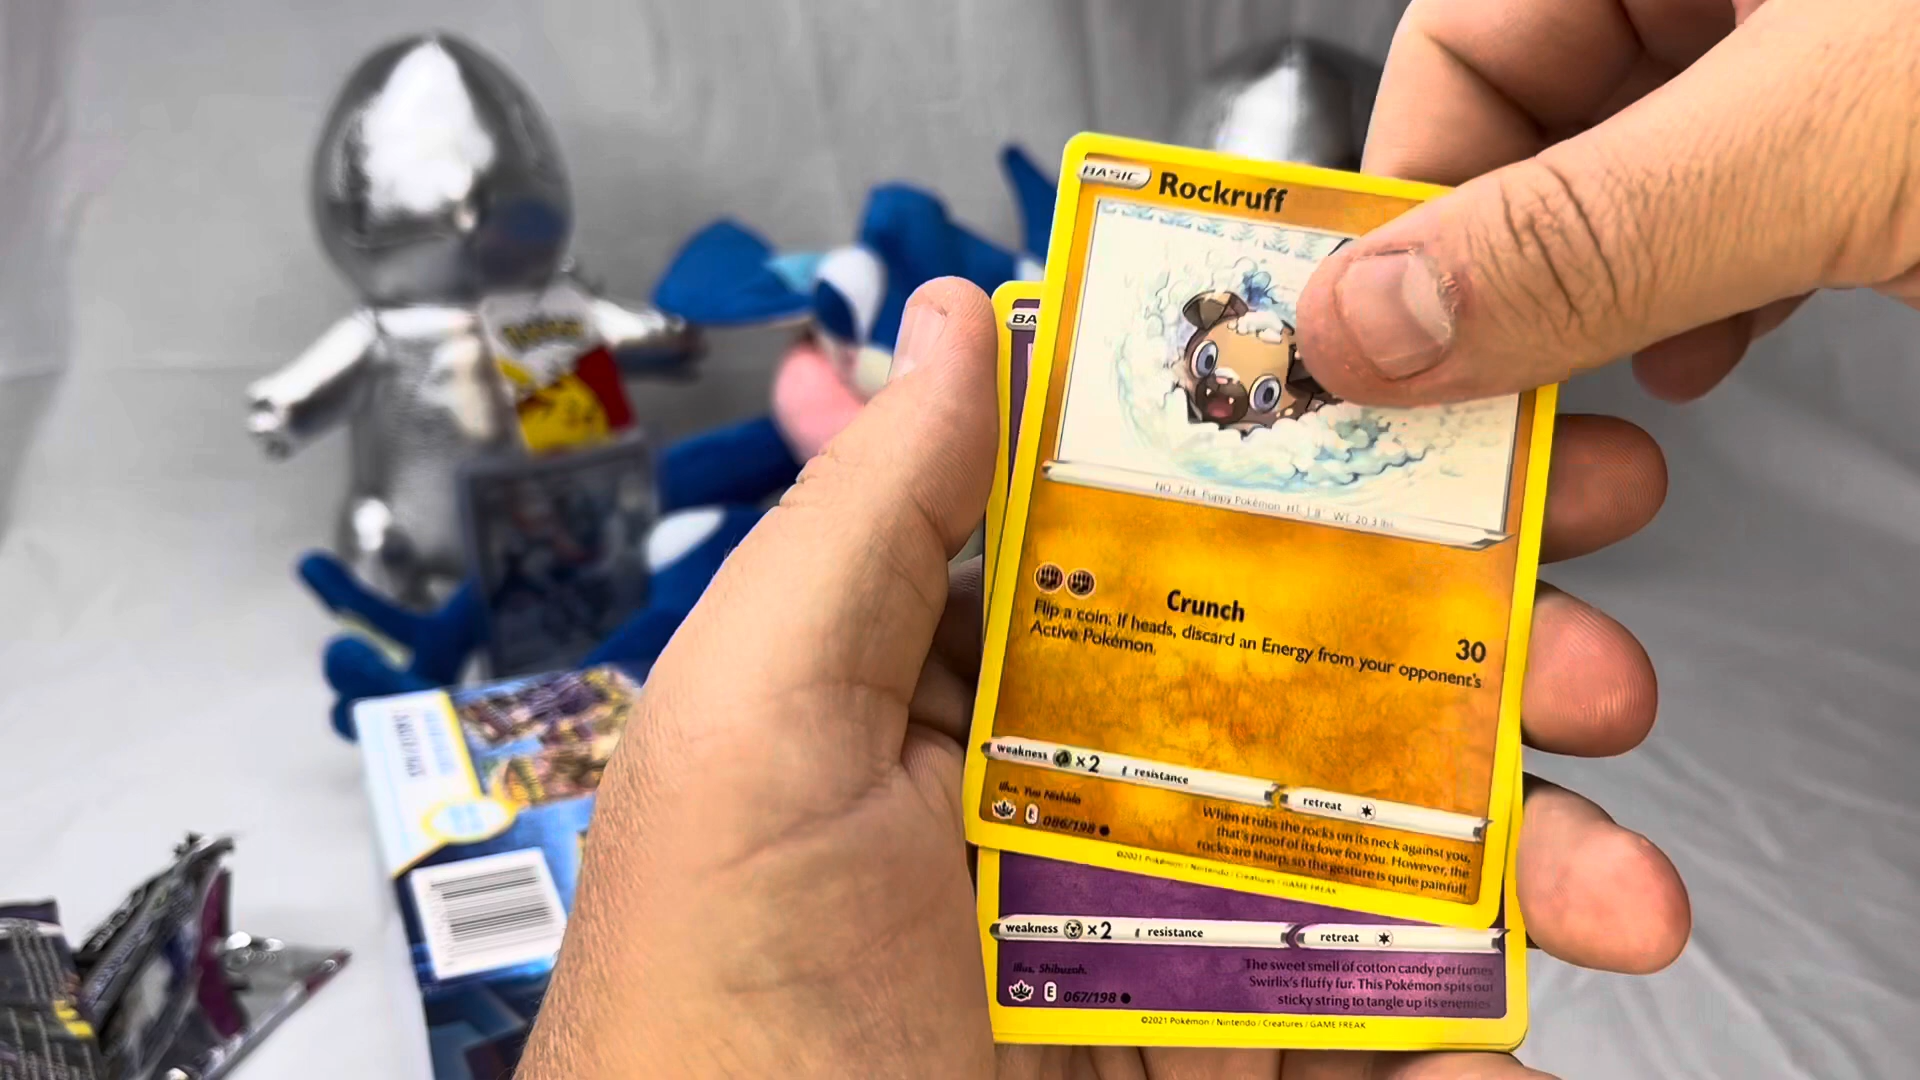 BASIC
Rockruff
BA
NO. 744 Puppy Pokémon HT: 1'8" WT: 20.3 lbs.
Crunch
30
Flip a coin. If heads, discard an Energy from your opponent's
Active Pokémon.
weakness ×2 resistance
retreat
Illus. Yuu Nishida
E 086/198
When it rubs the rocks on its neck against you,
that's proof of its love for you. However, the
rocks are sharp, so the gesture is quite painful!
©2021 Pokémon / Nintendo / Creatures / GAME FREAK
weakness ×2 resistance retreat
Illus. Shibuzoh.
E 067/198
The sweet smell of cotton candy perfumes
Swirlix's fluffy fur. This Pokémon spits out
sticky string to tangle up its enemies.
©2021 Pokémon / Nintendo / Creatures / GAME FREAK